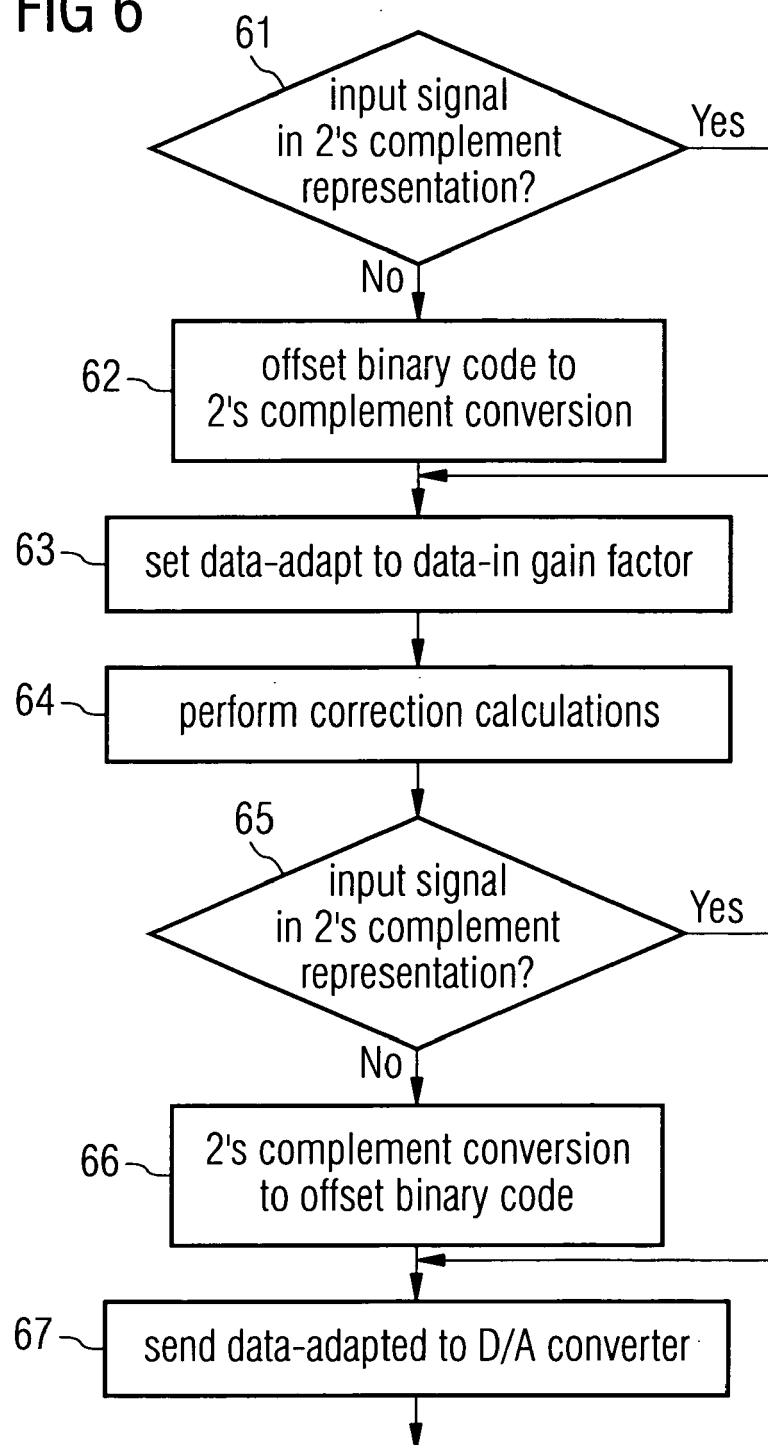 FIG 6
61
input signal
in 2's complement
representation?
Yes
No
62
offset binary code to
2's complement conversion
63
set data-adapt to data-in gain factor
64
perform correction calculations
65
input signal
in 2's complement
representation?
Yes
No
66
2's complement conversion
to offset binary code
67
send data-adapted to D/A converter